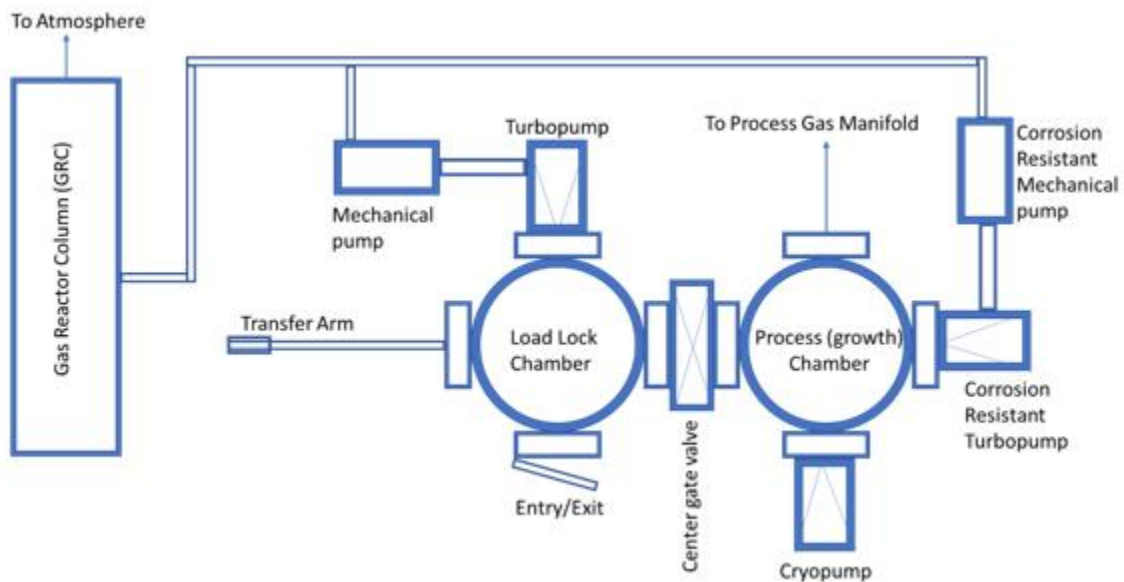 To Atmosphere
Gas Reactor Column (GRC)
Turbopump
Mechanical
pump
To Process Gas Manifold
Corrosion
Resistant
Mechanical
pump
Transfer Arm
Load Lock
Chamber
Process (growth)
Chamber
Entry/Exit
Center gate valve
Corrosion
Resistant
Turbopump
Cryopump